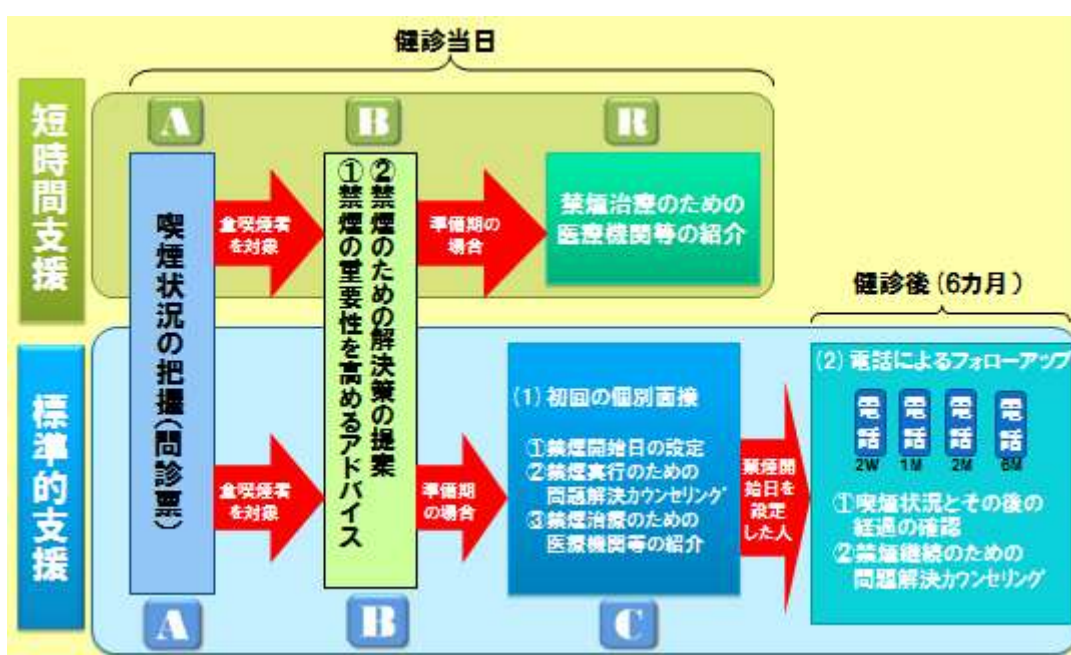 健診当日
短時間支援
A
B
R
喫煙状況の把握(問診票)
全喫煙者
を対象
①禁煙の重要性を高めるアドバイス
②禁煙のための解決策の提案
準備期の
場合
禁煙治療のための
医療機関等の紹介
健診後(6カ月)
標準的支援
全喫煙者
を対象
準備期
の場合
(1)初回の個別面接
①禁煙開始日の設定
②禁煙実行のための
問題解決カウンセリング
③禁煙治療のための
医療機関等の紹介
禁煙開
始日を
設定
した人
(2)電話によるフォローアップ
電話
電話
電話
電話
2W 1M 2M 6M
①喫煙状況とその後の
経過の確認
②禁煙継続のための
問題解決カウンセリング
A
B
C